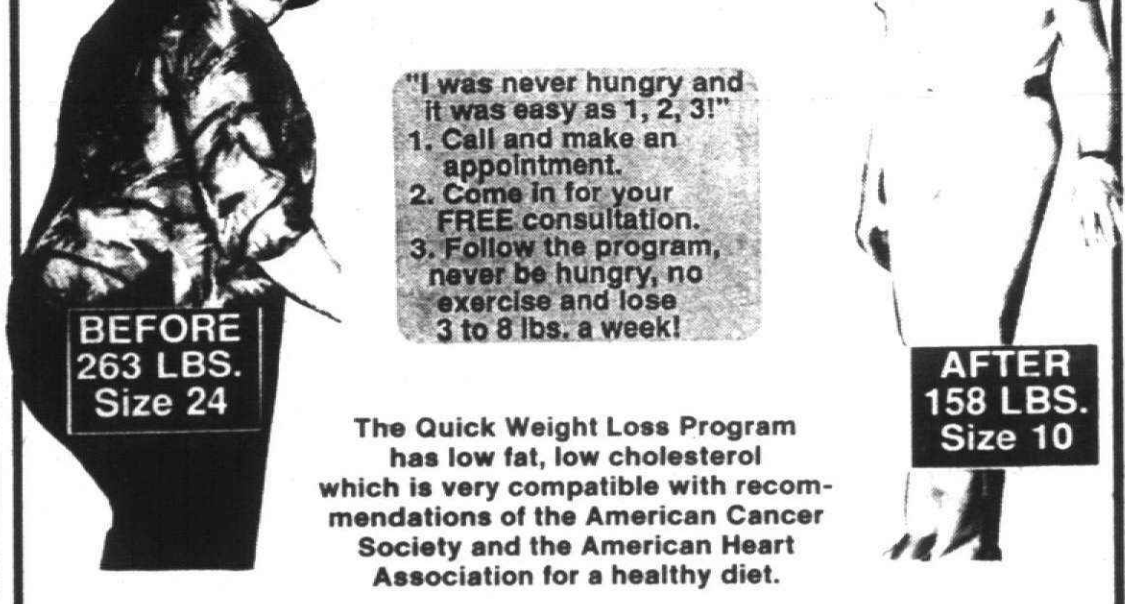 "I was never hungry and
it was easy as 1, 2, 3!"
1. Call and make an
appointment.
2. Come in for your
FREE consultation.
3. Follow the program,
never be hungry, no
exercise and lose
3 to 8 lbs. a week!
BEFORE
263 LBS.
Size 24
AFTER
158 LBS.
Size 10
The Quick Weight Loss Program
has low fat, low cholesterol
which is very compatible with recom-
mendations of the American Cancer
Society and the American Heart
Association for a healthy diet.